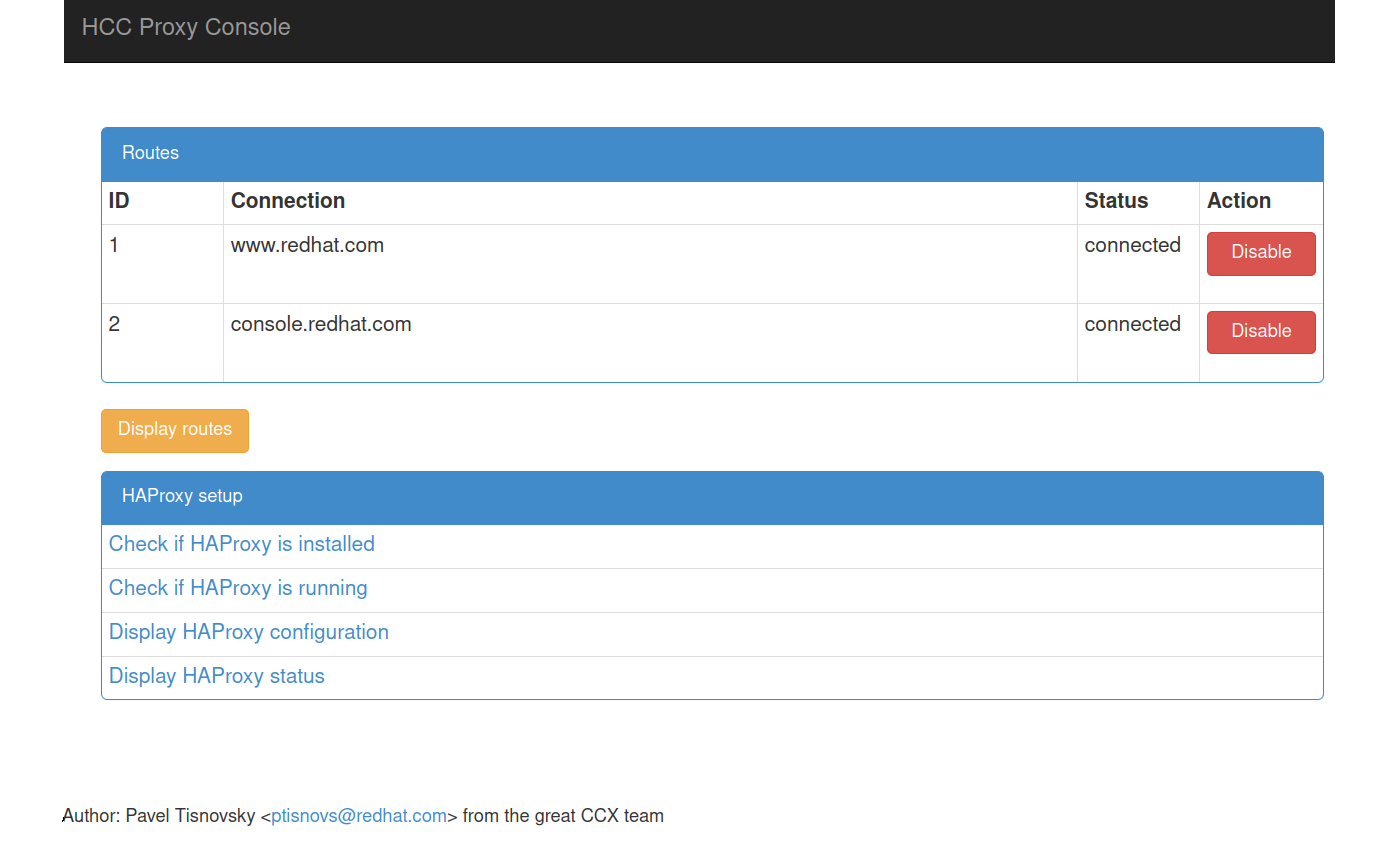 HCC Proxy Console
Routes
ID Connection Status Action
1 www.redhat.com connected Disable
2 console.redhat.com connected Disable
Display routes
HAProxy setup
Check if HAProxy is installed
Check if HAProxy is running
Display HAProxy configuration
Display HAProxy status
Author: Pavel Tisnovsky <ptisnovs@redhat.com> from the great CCX team